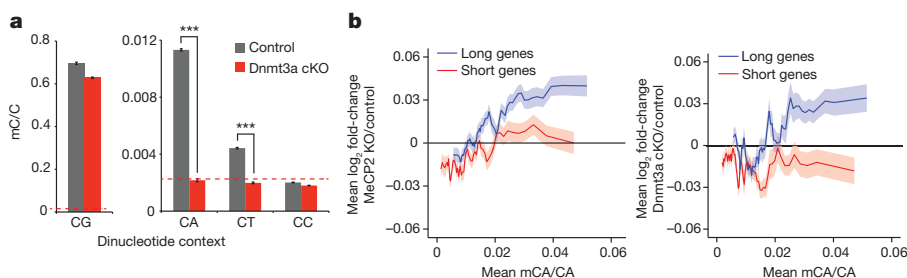 a
mC/C
0.8
0.6
0.4
0.2
0
CG
0.012
0.008
0.004
0
***
***
Control
Dnmt3a cKO
CA
CT
CC
Dinucleotide context
b
Mean log2 fold-change
MeCP2 KO/control
0.06
0.03
0
−0.03
−0.06
Long genes
Short genes
0
0.02
0.04
0.06
Mean mCA/CA
Mean log2 fold-change
Dnmt3a cKO/control
0.06
0.03
0
−0.03
−0.06
Long genes
Short genes
0
0.02
0.04
0.06
Mean mCA/CA